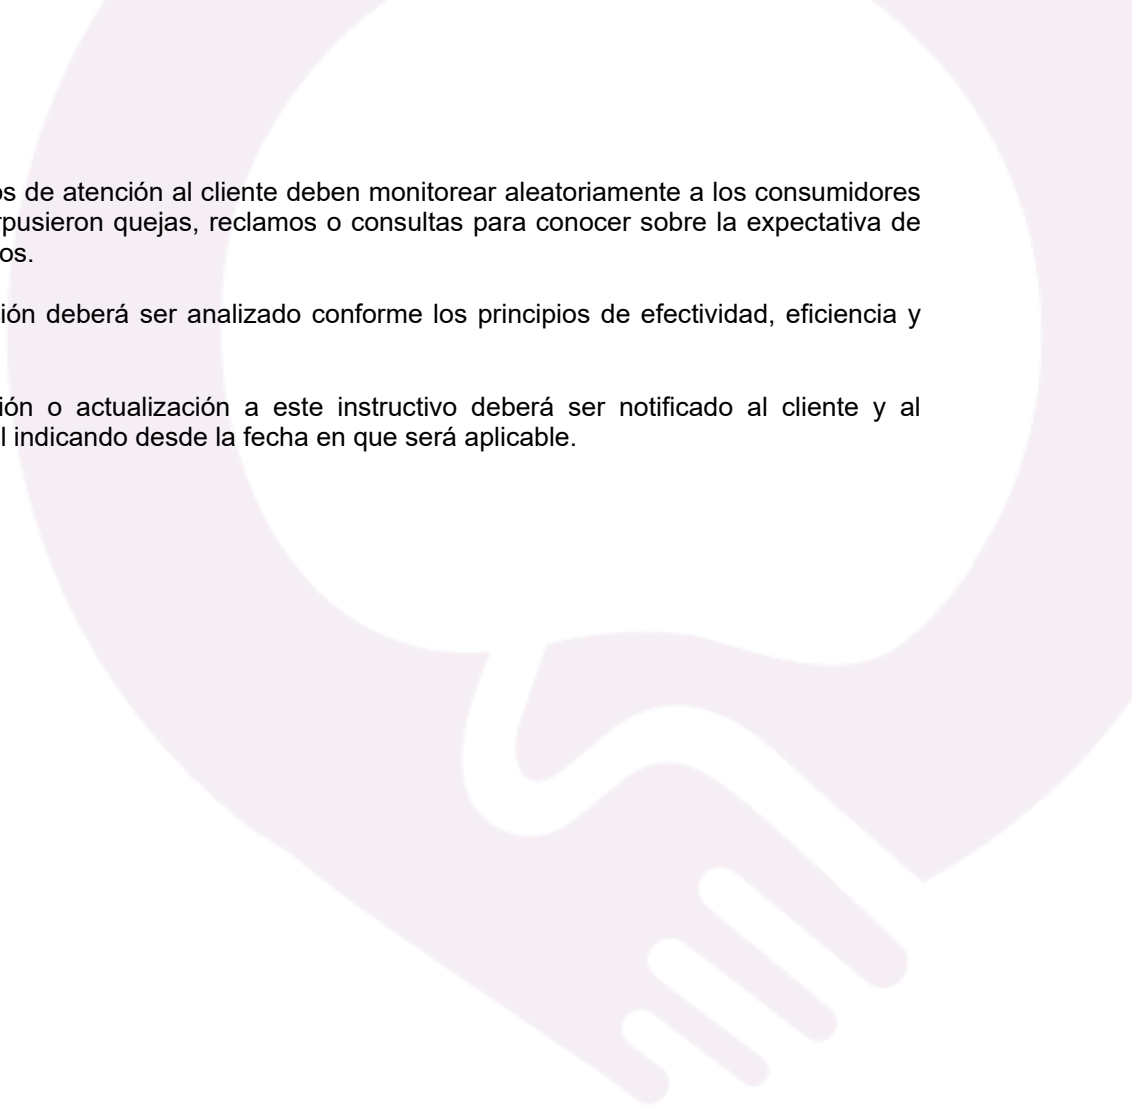 os de atención al cliente deben monitorear aleatoriamente a los consumidores
rpusieron quejas, reclamos o consultas para conocer sobre la expectativa de
os.
ión deberá ser analizado conforme los principios de efectividad, eficiencia y
ión o actualización a este instructivo deberá ser notificado al cliente y al
l indicando desde la fecha en que será aplicable.